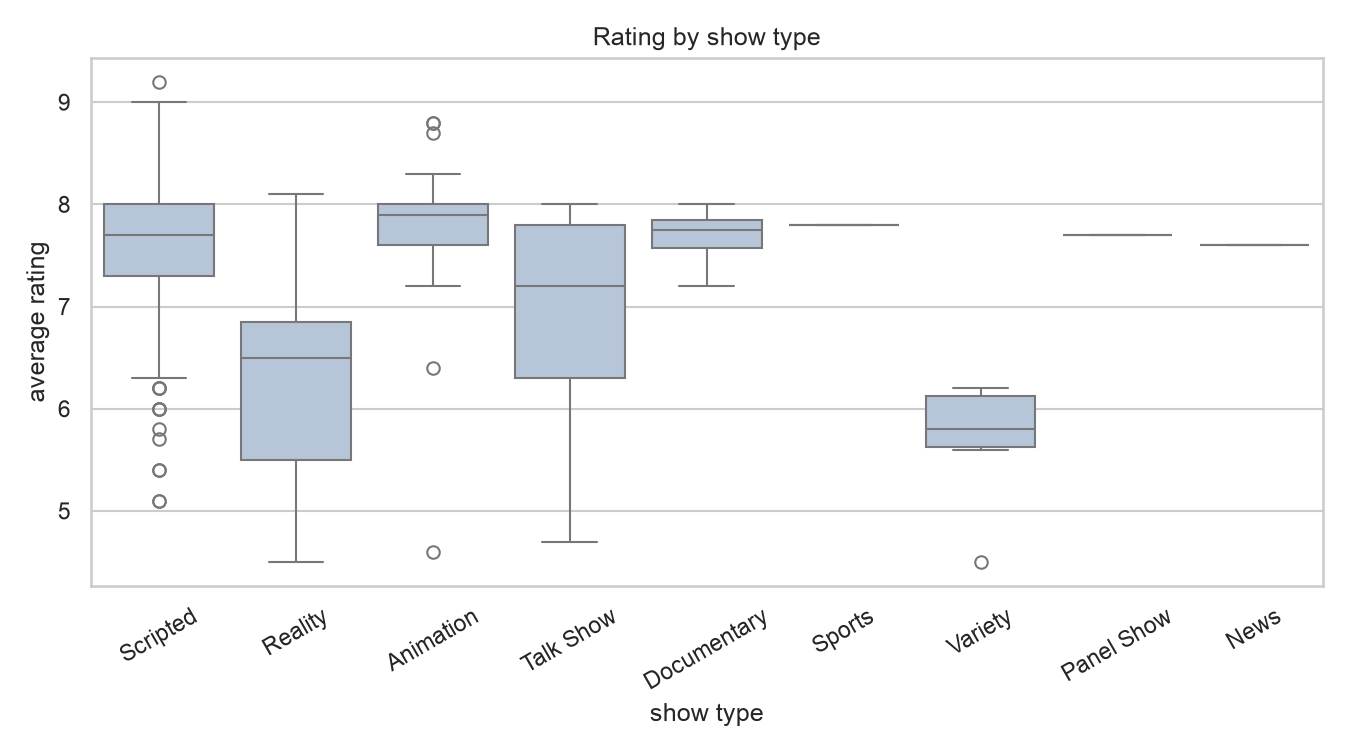 Rating by show type
average rating
9
8
7
6
5
Scripted
Reality
Animation
Talk Show
Documentary
Sports
Variety
Panel Show
News
show type